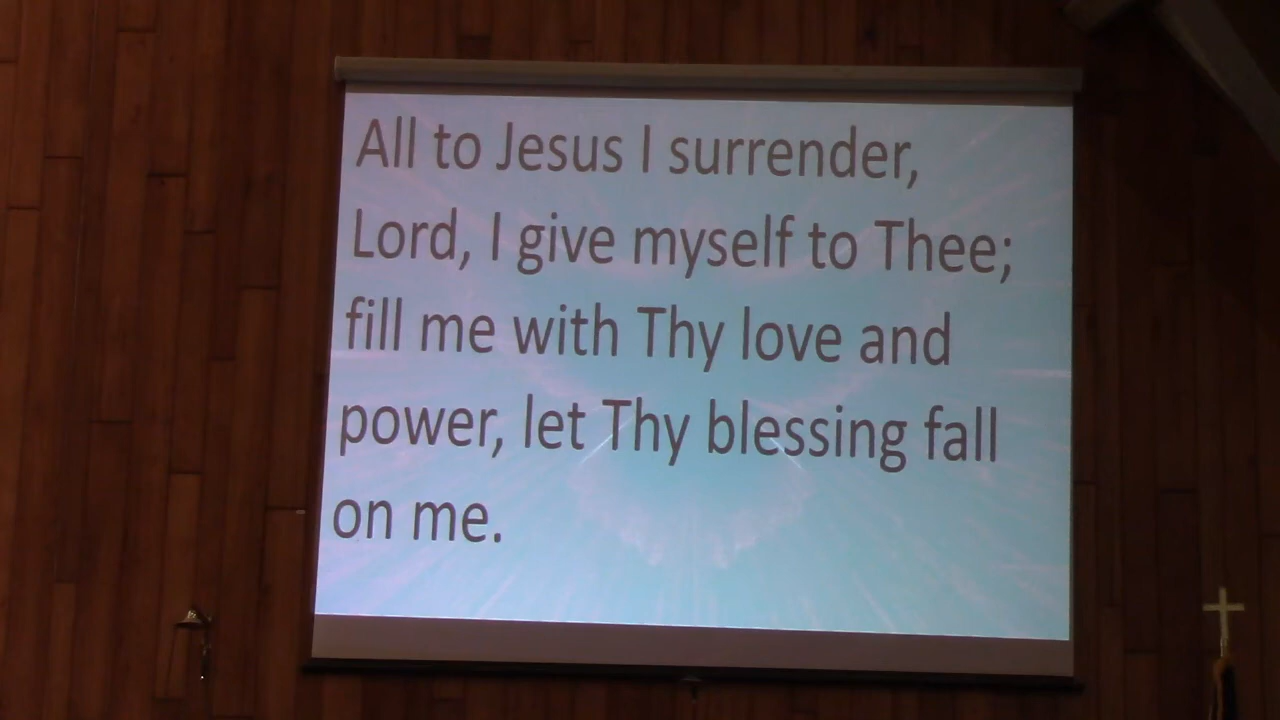 All to Jesus I surrender,
Lord, I give myself to Thee;
fill me with Thy love and
power, let Thy blessing fall
on me.